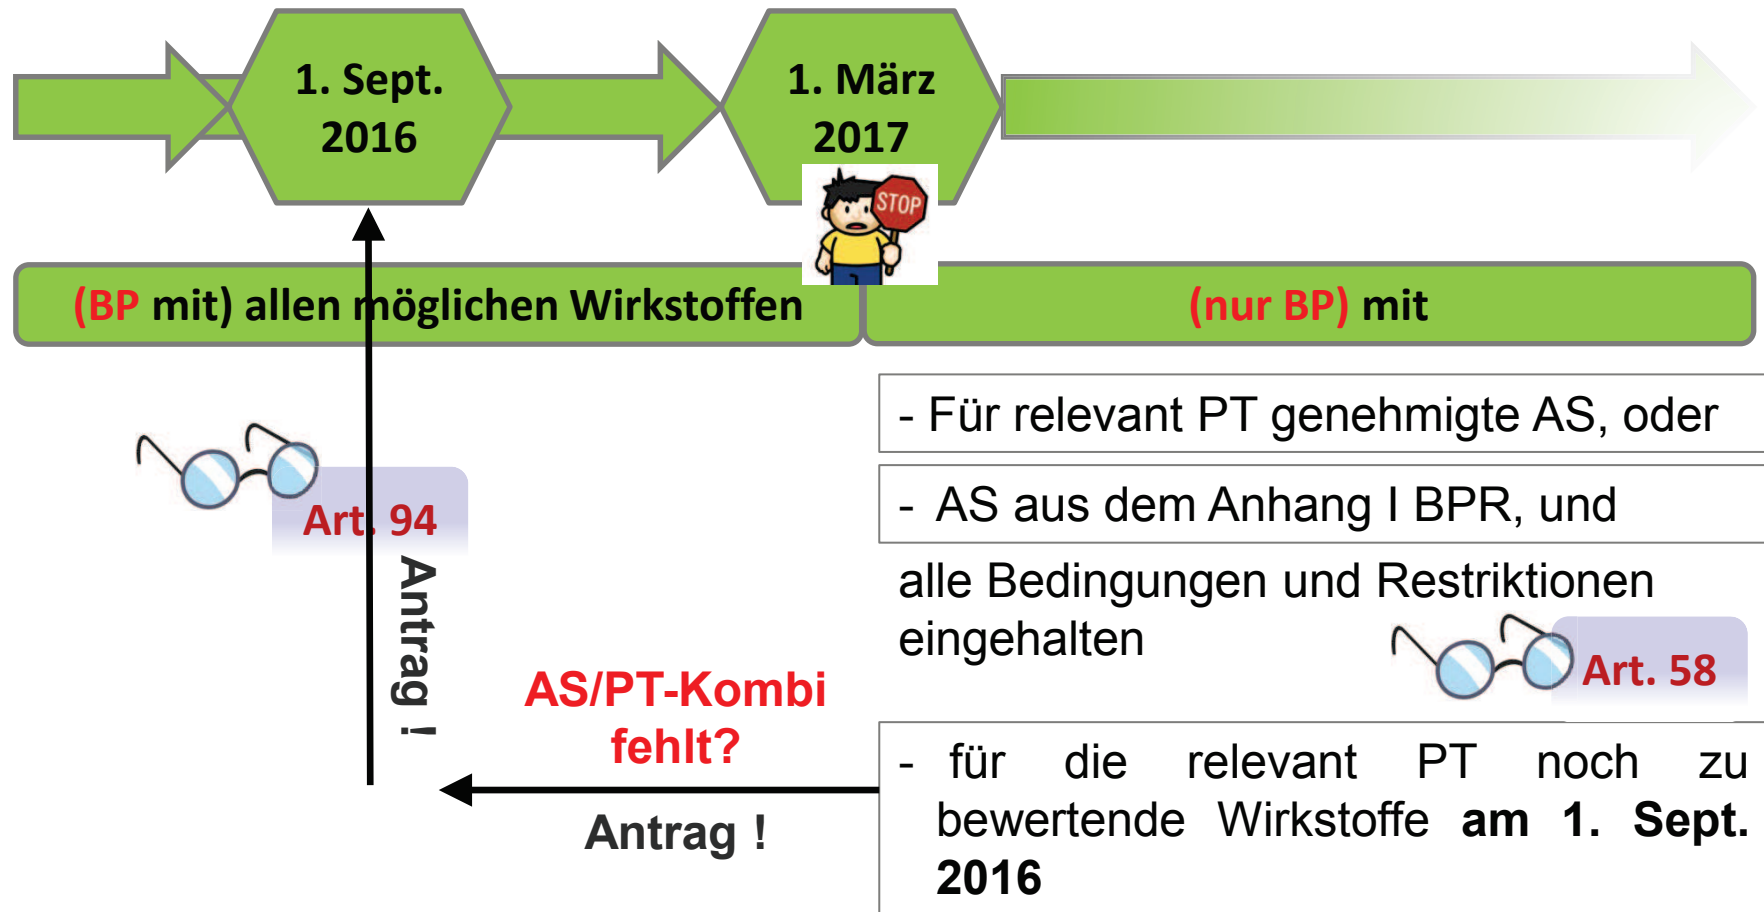 1. Sept.
2016
1. März
2017
STOP
(BP mit) allen möglichen Wirkstoffen
(nur BP) mit
- Für relevant PT genehmigte AS, oder
- AS aus dem Anhang I BPR, und
alle Bedingungen und Restriktionen
eingehalten
Art. 94
Art. 58
Antrag !
AS/PT-Kombi
fehlt?
Antrag !
- für die relevant PT noch zu
bewertende Wirkstoffe am 1. Sept.
2016